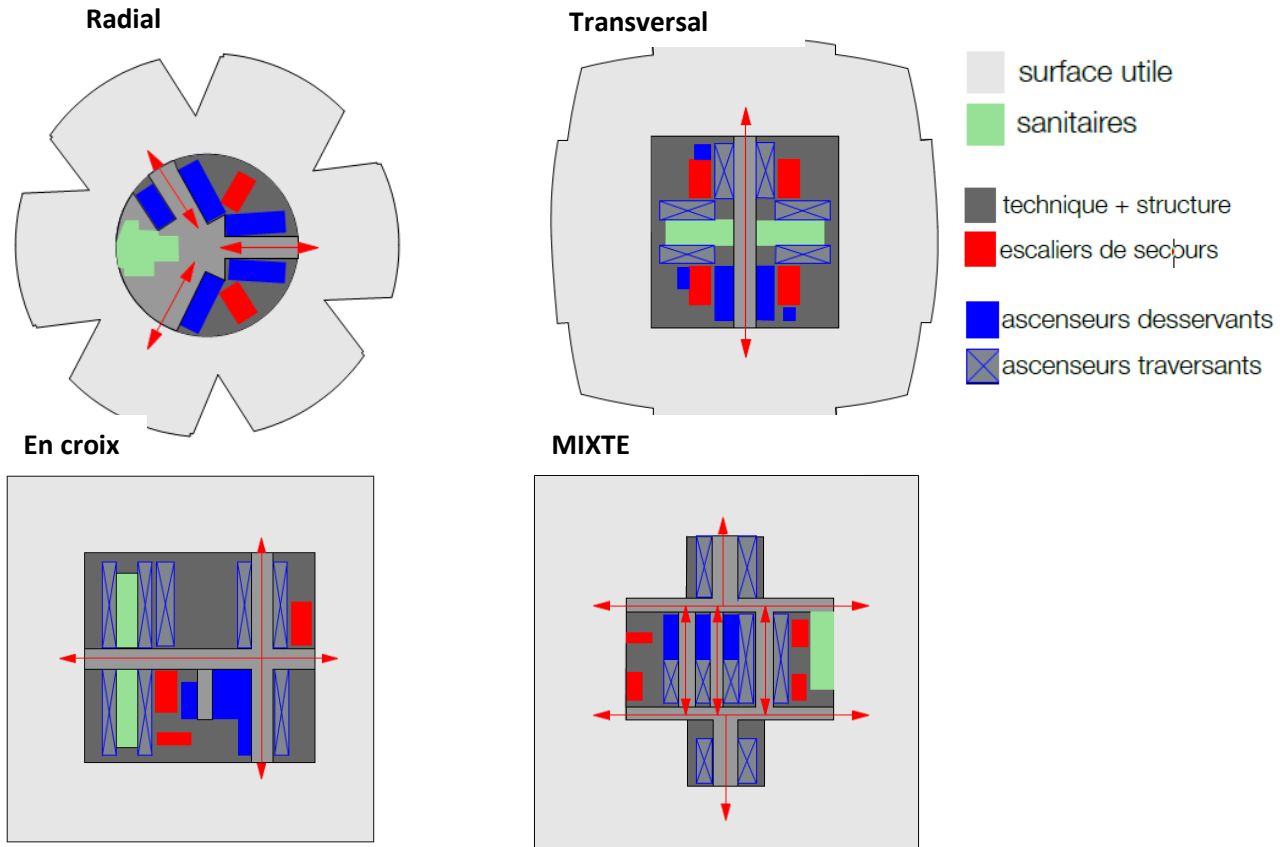 Radial
Transversal
surface utile
sanitaires
technique + structure
escaliers de secours
ascenseurs desservants
ascenseurs traversants
En croix
MIXTE